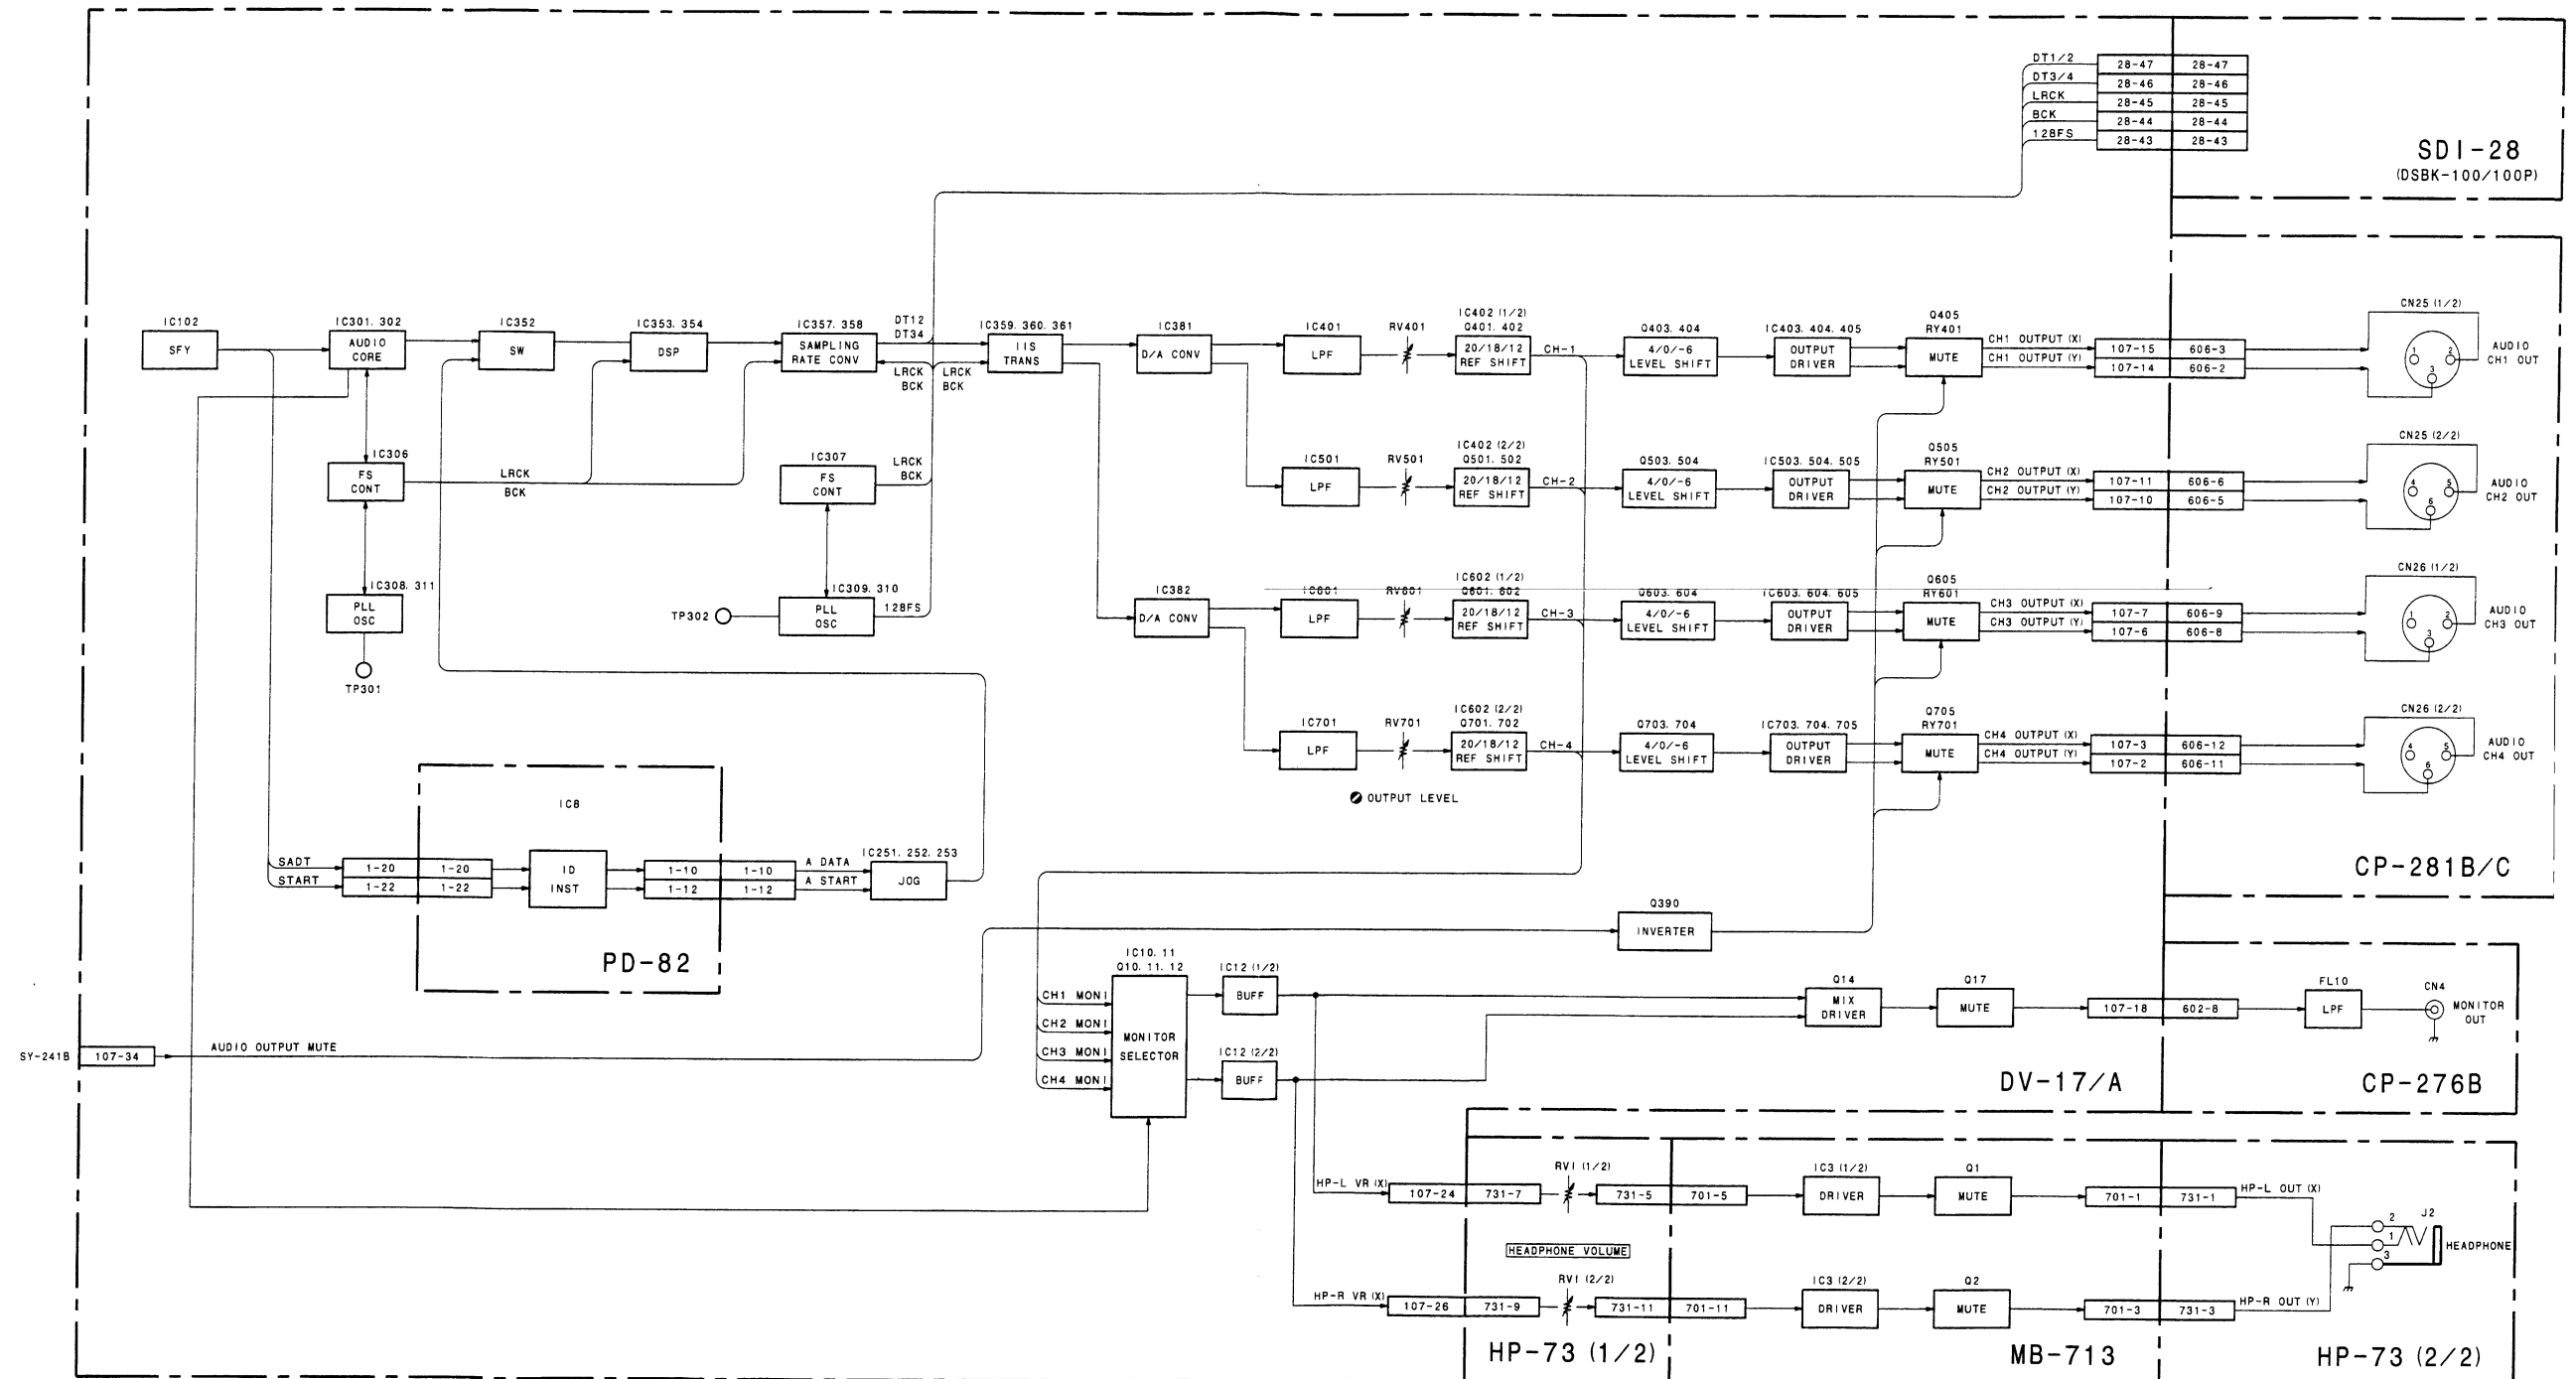 DT1/2
DT3/4
LRCK
BCK
128FS
28-47 28-47
28-46 28-46
28-45 28-45
28-44 28-44
28-43 28-43
SDI-28
(DSBK-100/100P)
IC102
SFY
IC301. 302
AUDIO
CORE
IC352
SW
IC353. 354
DSP
IC357. 358
SAMPLING
RATE CONV
DT12
DT34
LRCK
BCK
LRCK
BCK
IC359. 360. 361
IIS
TRANS
IC381
D/A CONV
IC401
LPF
RV401
IC402 (1/2)
Q401. 402
20/18/12
REF SHIFT
CH-1
Q403. 404
4/0/-6
LEVEL SHIFT
IC403. 404. 405
OUTPUT
DRIVER
Q405
RY401
MUTE
CH1 OUTPUT (X)
CH1 OUTPUT (Y)
107-15 606-3
107-14 606-2
CN25 (1/2)
1 2 3
AUDIO
CH1 OUT
IC306
FS
CONT
LRCK
BCK
IC307
FS
CONT
LRCK
BCK
IC501
LPF
RV501
IC402 (2/2)
Q501. 502
20/18/12
REF SHIFT
CH-2
Q503. 504
4/0/-6
LEVEL SHIFT
IC503. 504. 505
OUTPUT
DRIVER
Q505
RY501
MUTE
CH2 OUTPUT (X)
CH2 OUTPUT (Y)
107-11 606-6
107-10 606-5
CN25 (2/2)
4 5 6
AUDIO
CH2 OUT
IC308. 311
PLL
OSC
TP301
TP302
IC309. 310
PLL
OSC
128FS
IC382
D/A CONV
IC601
LPF
RV601
IC602 (1/2)
Q601. 602
20/18/12
REF SHIFT
CH-3
Q603. 604
4/0/-6
LEVEL SHIFT
IC603. 604. 605
OUTPUT
DRIVER
Q605
RY601
MUTE
CH3 OUTPUT (X)
CH3 OUTPUT (Y)
107-7 606-9
107-6 606-8
CN26 (1/2)
1 2 3
AUDIO
CH3 OUT
IC701
LPF
RV701
IC602 (2/2)
Q701. 702
20/18/12
REF SHIFT
CH-4
Q703. 704
4/0/-6
LEVEL SHIFT
IC703. 704. 705
OUTPUT
DRIVER
Q705
RY701
MUTE
CH4 OUTPUT (X)
CH4 OUTPUT (Y)
107-3 606-12
107-2 606-11
CN26 (2/2)
4 5 6
AUDIO
CH4 OUT
OUTPUT LEVEL
CP-281B/C
SADT
START
1-20 1-20
1-22 1-22
IC8
ID
INST
1-10 1-10
1-12 1-12
A DATA
A START
IC251. 252. 253
JOG
PD-82
Q390
INVERTER
SY-241B
107-34
AUDIO OUTPUT MUTE
CH1 MONI
CH2 MONI
CH3 MONI
CH4 MONI
IC10. 11
Q10. 11. 12
MONITOR
SELECTOR
IC12 (1/2)
BUFF
IC12 (2/2)
BUFF
Q14
MIX
DRIVER
Q17
MUTE
107-18 602-8
FL10
LPF
CN4
MONITOR
OUT
DV-17/A
CP-276B
HP-L VR (X)
107-24 731-7
RV1 (1/2)
731-5 701-5
IC3 (1/2)
DRIVER
Q1
MUTE
701-1 731-1
HP-L OUT (X)
HEADPHONE VOLUME
2
1
3
J2
HEADPHONE
HP-R VR (X)
107-26 731-9
RV1 (2/2)
731-11 701-11
IC3 (2/2)
DRIVER
Q2
MUTE
701-3 731-3
HP-R OUT (Y)
HP-73 (1/2)
MB-713
HP-73 (2/2)